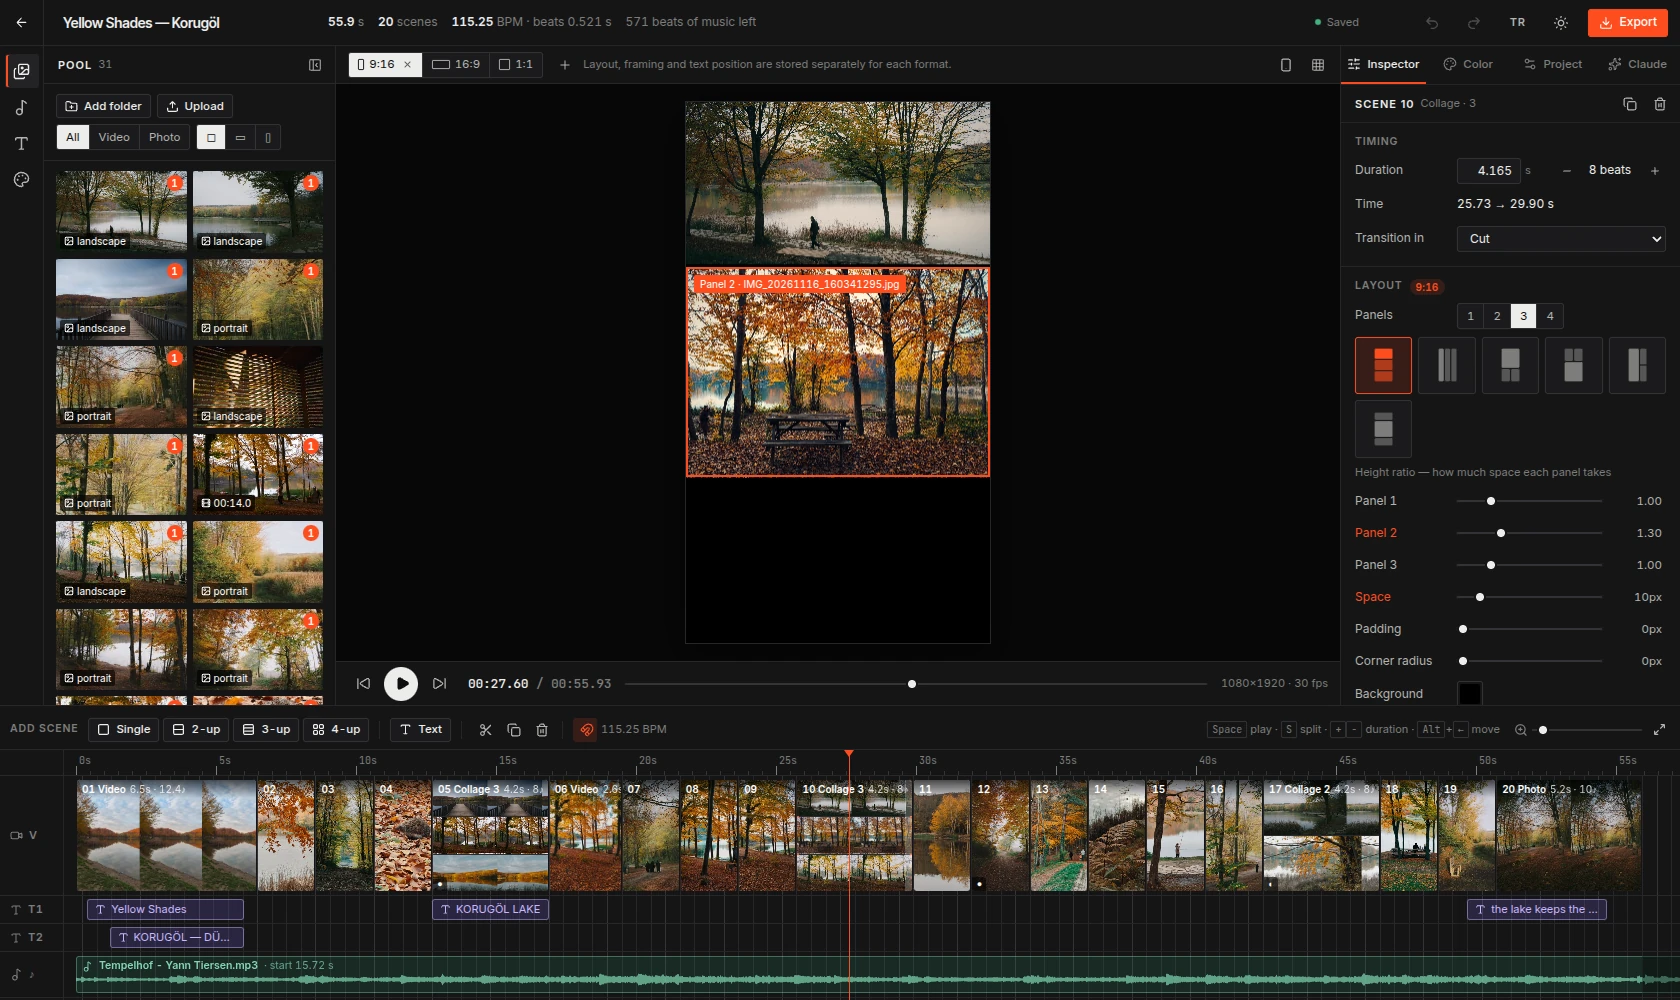 Yellow Shades — Korugöl
55.9 s 20 scenes 115.25 BPM · beats 0.521 s 571 beats of music left
Saved
TR
Export
POOL 31
9:16 ×
16:9
1:1
+ Layout, framing and text position are stored separately for each format.
Inspector
Color
Project
Claude
Add folder
Upload
All
Video
Photo
SCENE 10 Collage · 3
TIMING
Duration 4.165 s − 8 beats +
Time 25.73 → 29.90 s
Transition in Cut
LAYOUT 9:16
Panels 1 2 3 4
Height ratio — how much space each panel takes
Panel 1 1.00
Panel 2 1.30
Panel 3 1.00
Space 10px
Padding 0px
Corner radius 0px
Background
1
landscape
1
landscape
1
landscape
1
portrait
1
portrait
landscape
1
portrait
1
00:14.0
1
landscape
1
portrait
portrait
1
portrait
Panel 2 · IMG_20261116_160341295.jpg
00:27.60 / 00:55.93
1080×1920 · 30 fps
ADD SCENE
Single
2-up
3-up
4-up
Text
115.25 BPM
Space play · S split · + - duration · Alt + ← move
0s 5s 10s 15s 20s 25s 30s 35s 40s 45s 50s 55s
V
01 Video 6.5s · 12.4♪
02
03
04
05 Collage 3 4.2s · 8♪
06 Video 2.6s
07
08
09
10 Collage 3 4.2s · 8♪
11
12
13
14
15
16
17 Collage 2 4.2s · 8♪
18
19
20 Photo 5.2s · 10♪
T1
Yellow Shades
KORUGÖL LAKE
the lake keeps the ...
T2
KORUGÖL — DÜ...
♪
Tempelhof - Yann Tiersen.mp3 · start 15.72 s